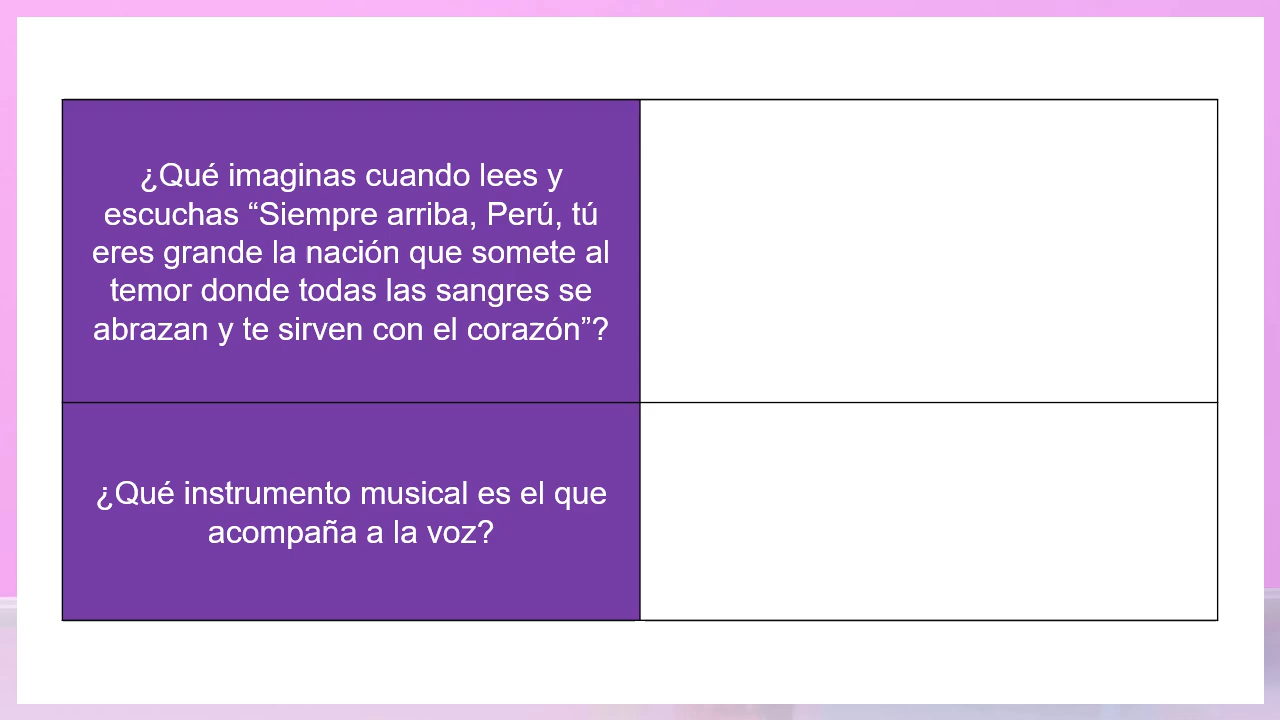 ¿Qué imaginas cuando lees y
escuchas “Siempre arriba, Perú, tú
eres grande la nación que somete al
temor donde todas las sangres se
abrazan y te sirven con el corazón”?
¿Qué instrumento musical es el que
acompaña a la voz?